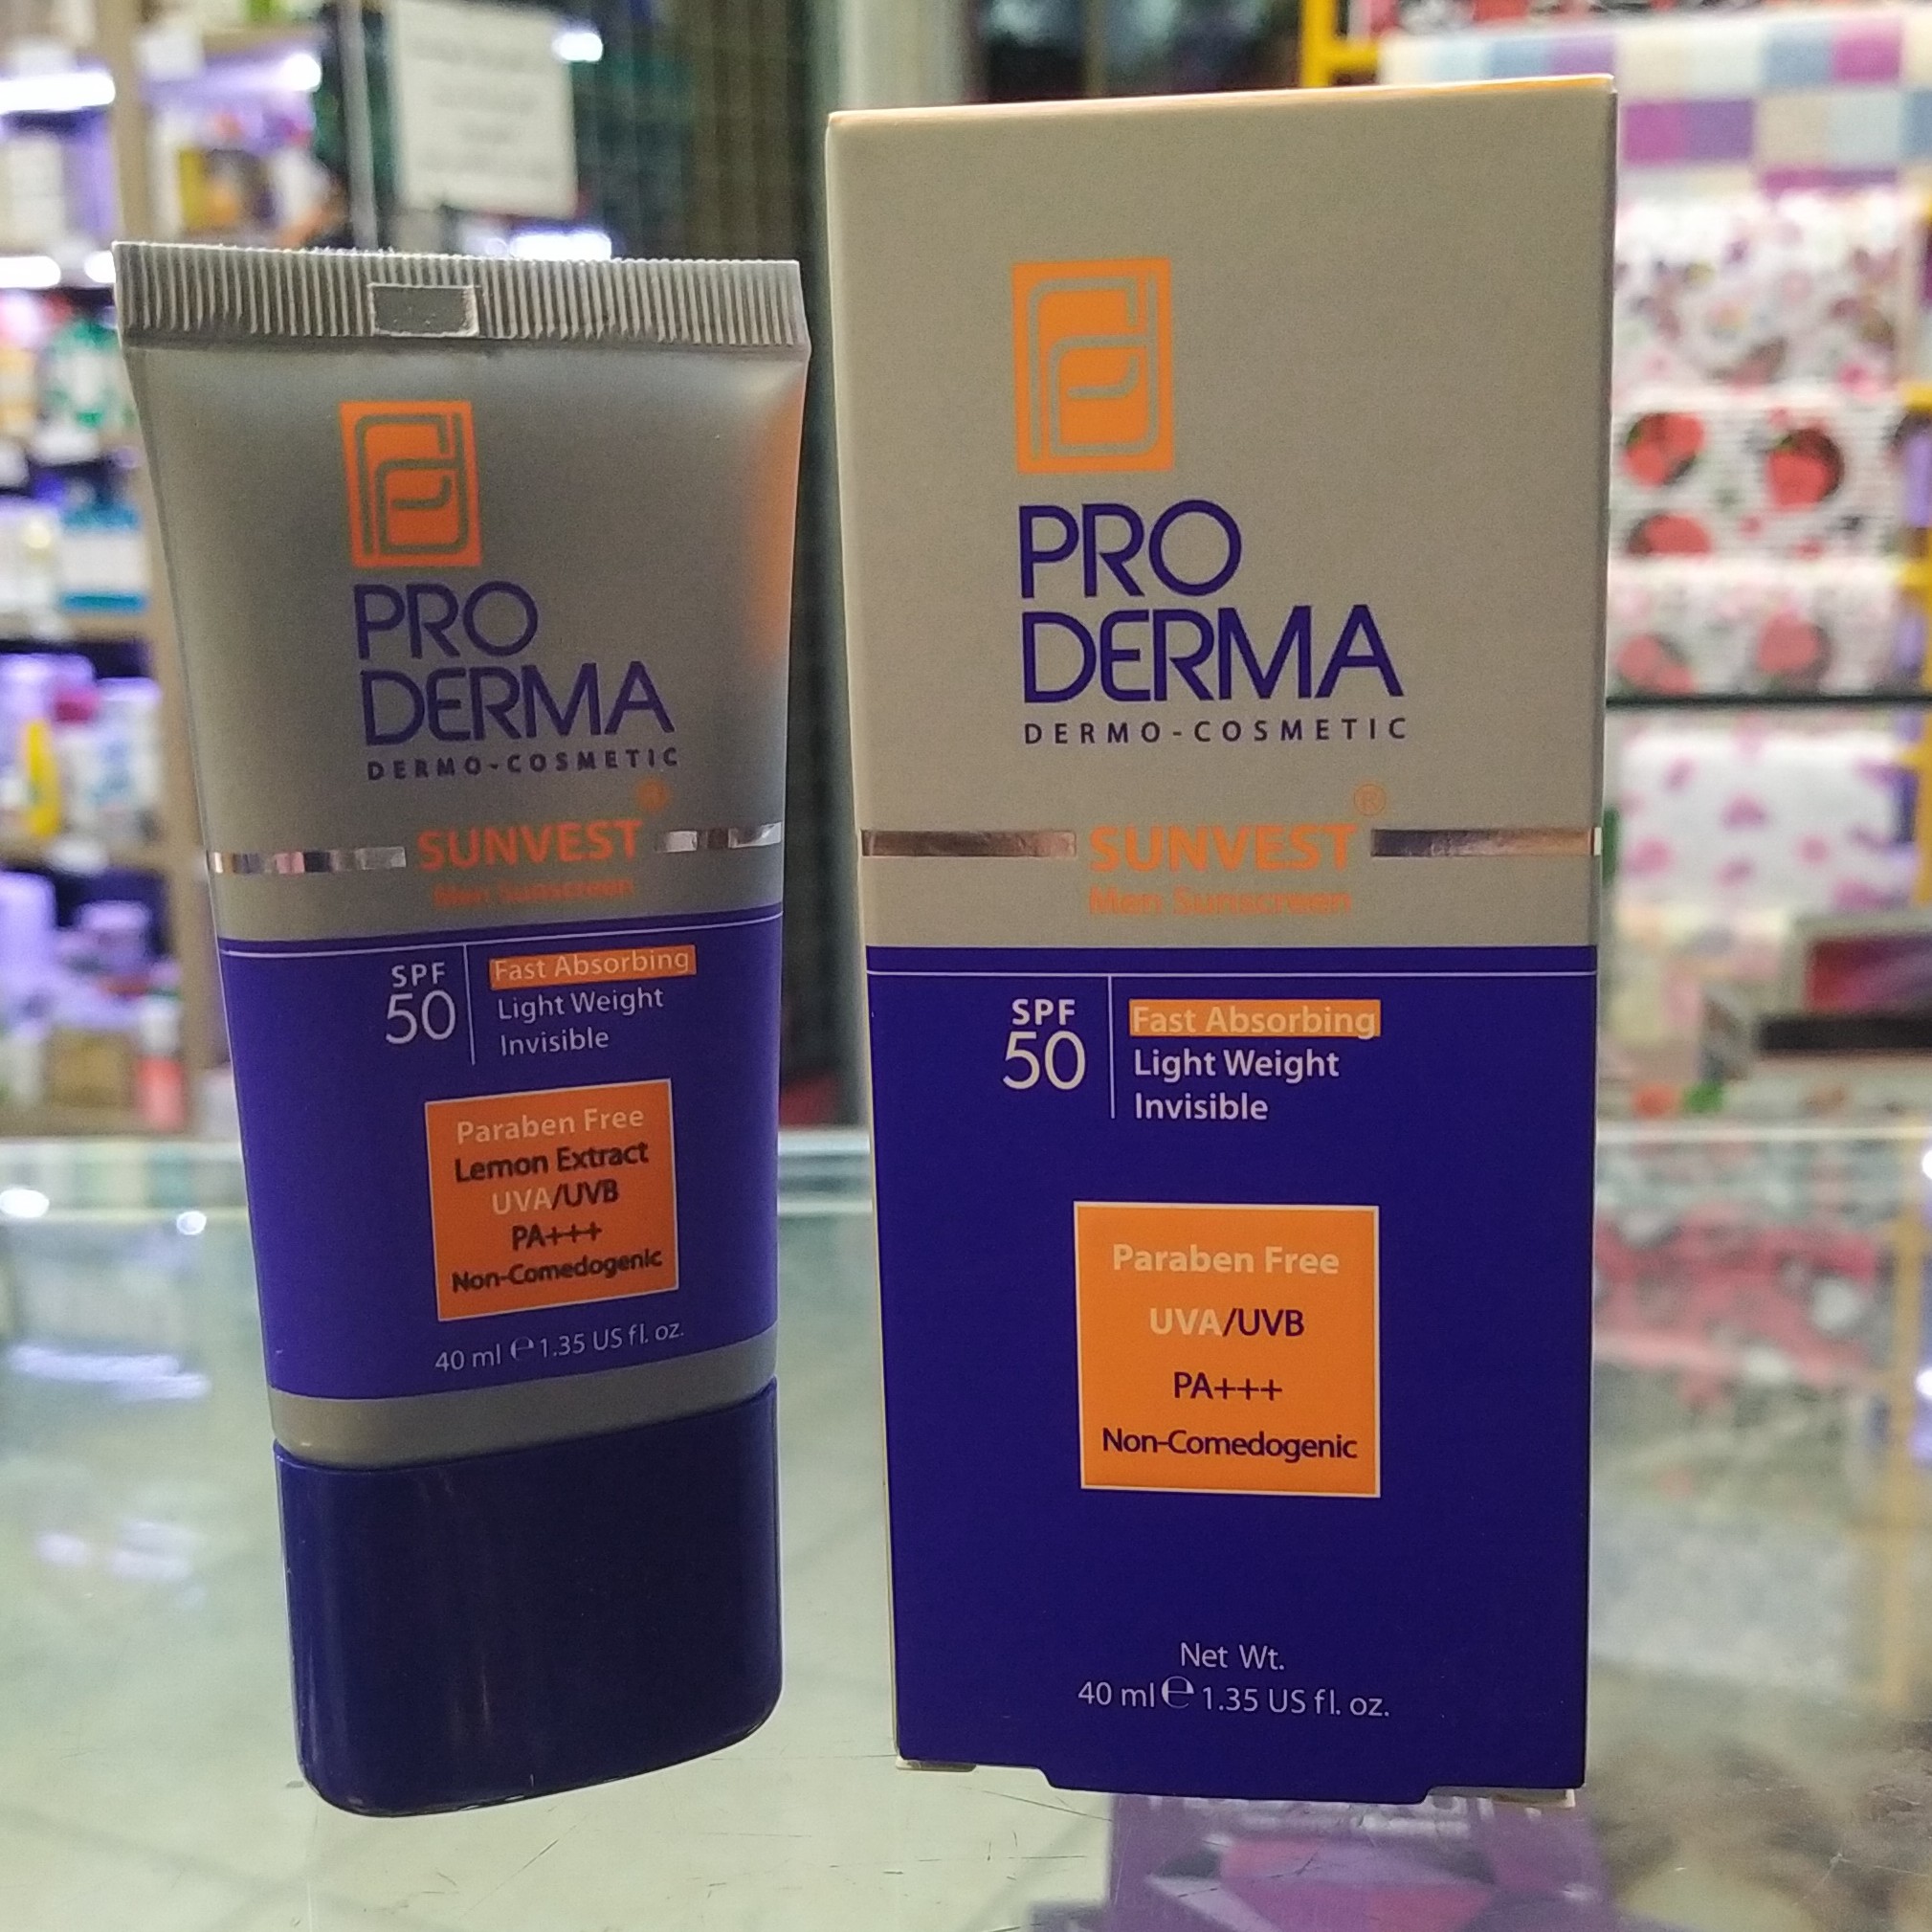 PRO
DERMA
DERMO-COSMETIC
SUNVEST®
Men Sunscreen
SPF
50
Fast Absorbing
Light Weight
Invisible
Paraben Free
Lemon Extract
UVA/UVB
PA+++
Non-Comedogenic
40 ml ℮ 1.35 US fl. oz.
PRO
DERMA
DERMO-COSMETIC
SUNVEST®
Men Sunscreen
SPF
50
Fast Absorbing
Light Weight
Invisible
Paraben Free
UVA/UVB
PA+++
Non-Comedogenic
Net Wt.
40 ml ℮ 1.35 US fl. oz.